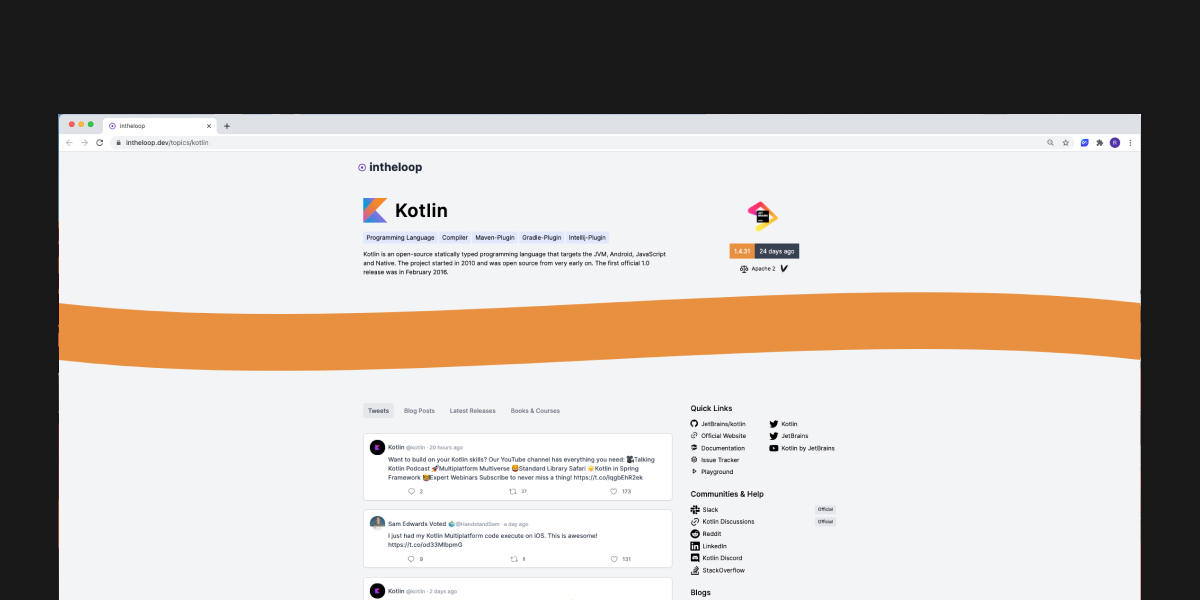 intheloop
intheloop.dev/topics/kotlin
R
intheloop
Kotlin
Programming Language Compiler Maven-Plugin Gradle-Plugin Intellij-Plugin
Kotlin is an open-source statically typed programming language that targets the JVM, Android, JavaScript
and Native. The project started in 2010 and was open source from very early on. The first official 1.0
release was in February 2016.
JET
BRAINS
1.4.31 24 days ago
Apache 2
Tweets Blog Posts Latest Releases Books & Courses
Kotlin @kotlin · 20 hours ago
Want to build on your Kotlin skills? Our YouTube channel has everything you need: Talking
Kotlin Podcast Multiplatform Multiverse Standard Library Safari Kotlin in Spring
Framework Expert Webinars Subscribe to never miss a thing! https://t.co/IqgbEhR2ek
2 37 173
Sam Edwards Voted @HandstandSam · a day ago
I just had my Kotlin Multiplatform code execute on iOS. This is awesome!
https://t.co/od33MIbpmG
9 8 131
Kotlin @kotlin · 2 days ago
Quick Links
JetBrains/kotlin
Official Website
Documentation
Issue Tracker
Playground
Kotlin
JetBrains
Kotlin by JetBrains
Communities & Help
Slack Official
Kotlin Discussions Official
Reddit
LinkedIn
Kotlin Discord
StackOverflow
Blogs